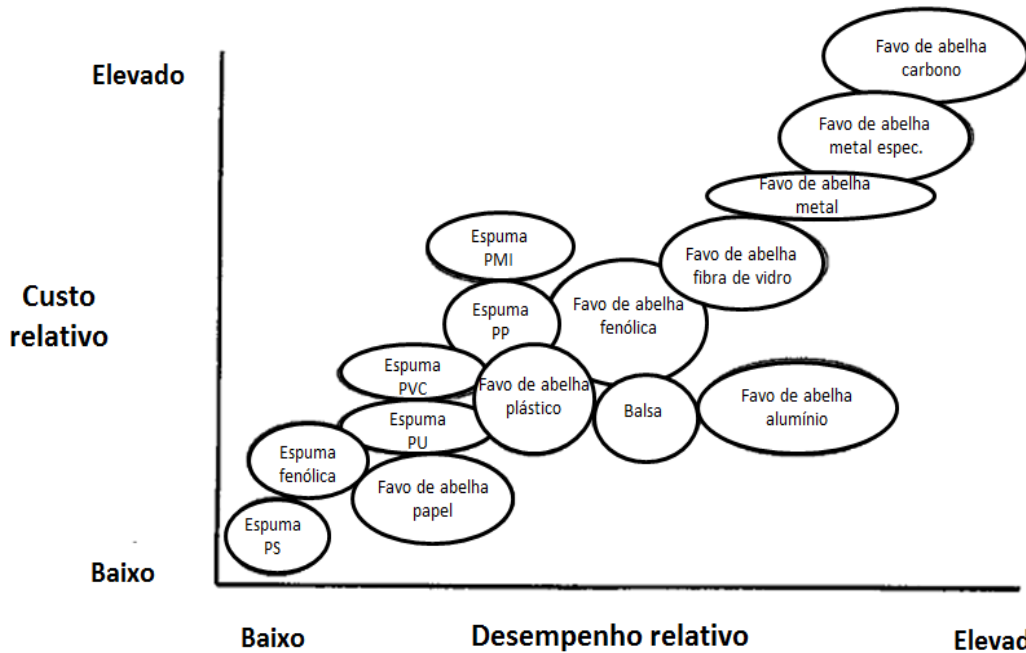 Elevado
Custo
relativo
Baixo
Favo de abelha
carbono
Favo de abelha
metal espec.
Favo de abelha
metal
Espuma
PMI
Favo de abelha
fibra de vidro
Espuma
PP
Favo de abelha
fenólica
Espuma
PVC
Favo de abelha
plástico
Balsa
Favo de abelha
alumínio
Espuma
PU
Espuma
fenólica
Favo de abelha
papel
Espuma
PS
Baixo
Desempenho relativo
Elevad